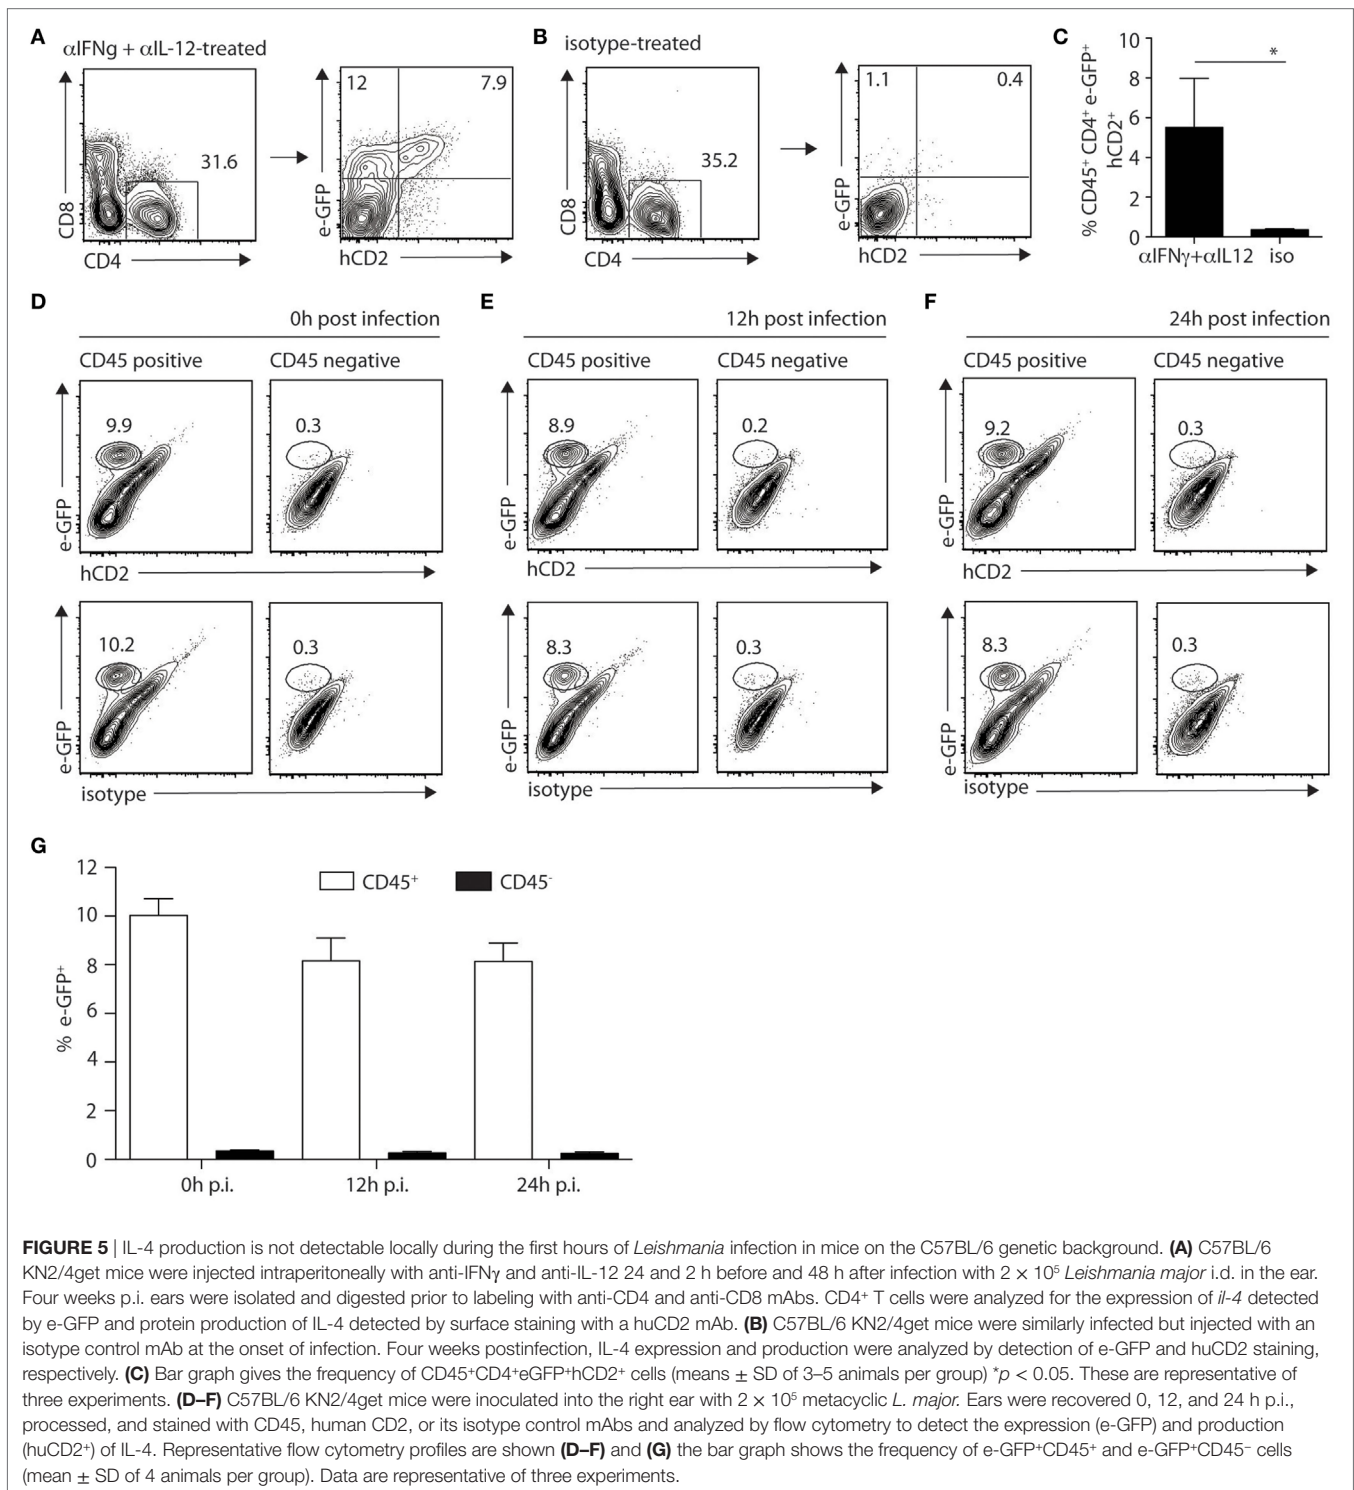 A
αIFNg + αIL-12-treated
CD8
CD4
31.6
e-GFP
hCD2
12
7.9
B
isotype-treated
CD8
CD4
35.2
e-GFP
hCD2
1.1
0.4
C
% CD45⁺ CD4⁺ e-GFP⁺
hCD2⁺
10
8
6
4
2
0
*
αIFNγ+αIL12
iso
D
0h post infection
CD45 positive
CD45 negative
9.9
0.3
e-GFP
hCD2
10.2
0.3
e-GFP
isotype
E
12h post infection
CD45 positive
CD45 negative
8.9
0.2
e-GFP
hCD2
8.3
0.3
e-GFP
isotype
F
24h post infection
CD45 positive
CD45 negative
9.2
0.3
e-GFP
hCD2
8.3
0.3
e-GFP
isotype
G
% e-GFP⁺
12
10
8
6
4
2
0
CD45⁺
CD45⁻
0h p.i.
12h p.i.
24h p.i.
FIGURE 5 | IL-4 production is not detectable locally during the first hours of Leishmania infection in mice on the C57BL/6 genetic background. (A) C57BL/6
KN2/4get mice were injected intraperitoneally with anti-IFNγ and anti-IL-12 24 and 2 h before and 48 h after infection with 2 × 10⁵ Leishmania major i.d. in the ear.
Four weeks p.i. ears were isolated and digested prior to labeling with anti-CD4 and anti-CD8 mAbs. CD4⁺ T cells were analyzed for the expression of il-4 detected
by e-GFP and protein production of IL-4 detected by surface staining with a huCD2 mAb. (B) C57BL/6 KN2/4get mice were similarly infected but injected with an
isotype control mAb at the onset of infection. Four weeks postinfection, IL-4 expression and production were analyzed by detection of e-GFP and huCD2 staining,
respectively. (C) Bar graph gives the frequency of CD45⁺CD4⁺eGFP⁺hCD2⁺ cells (means ± SD of 3–5 animals per group) *p < 0.05. These are representative of
three experiments. (D–F) C57BL/6 KN2/4get mice were inoculated into the right ear with 2 × 10⁵ metacyclic L. major. Ears were recovered 0, 12, and 24 h p.i.,
processed, and stained with CD45, human CD2, or its isotype control mAbs and analyzed by flow cytometry to detect the expression (e-GFP) and production
(huCD2⁺) of IL-4. Representative flow cytometry profiles are shown (D–F) and (G) the bar graph shows the frequency of e-GFP⁺CD45⁺ and e-GFP⁺CD45⁻ cells
(mean ± SD of 4 animals per group). Data are representative of three experiments.